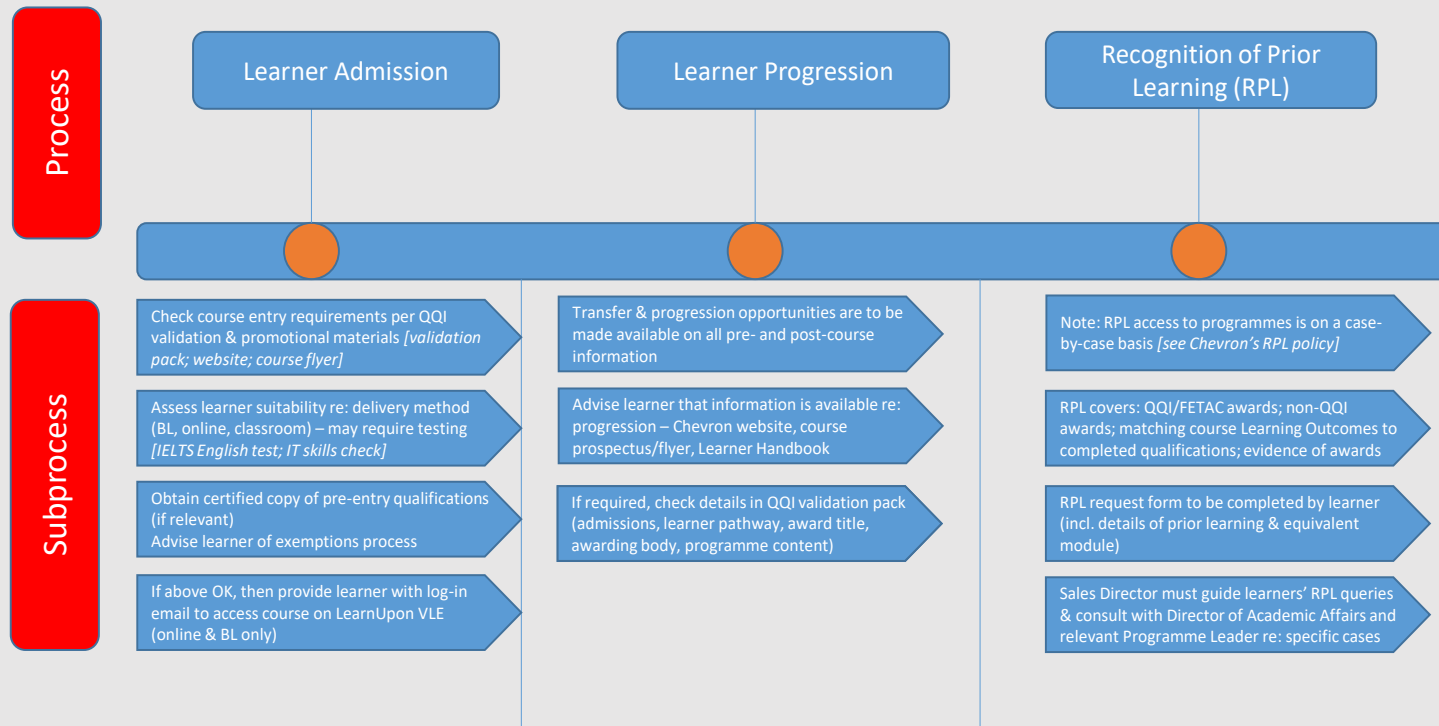 Process
Learner Admission
Learner Progression
Recognition of Prior
Learning (RPL)
Subprocess
Check course entry requirements per QQI
validation & promotional materials [validation
pack; website; course flyer]
Assess learner suitability re: delivery method
(BL, online, classroom) – may require testing
[IELTS English test; IT skills check]
Obtain certified copy of pre-entry qualifications
(if relevant)
Advise learner of exemptions process
If above OK, then provide learner with log-in
email to access course on LearnUpon VLE
(online & BL only)
Transfer & progression opportunities are to be
made available on all pre- and post-course
information
Advise learner that information is available re:
progression – Chevron website, course
prospectus/flyer, Learner Handbook
If required, check details in QQI validation pack
(admissions, learner pathway, award title,
awarding body, programme content)
Note: RPL access to programmes is on a case-
by-case basis [see Chevron's RPL policy]
RPL covers: QQI/FETAC awards; non-QQI
awards; matching course Learning Outcomes to
completed qualifications; evidence of awards
RPL request form to be completed by learner
(incl. details of prior learning & equivalent
module)
Sales Director must guide learners' RPL queries
& consult with Director of Academic Affairs and
relevant Programme Leader re: specific cases